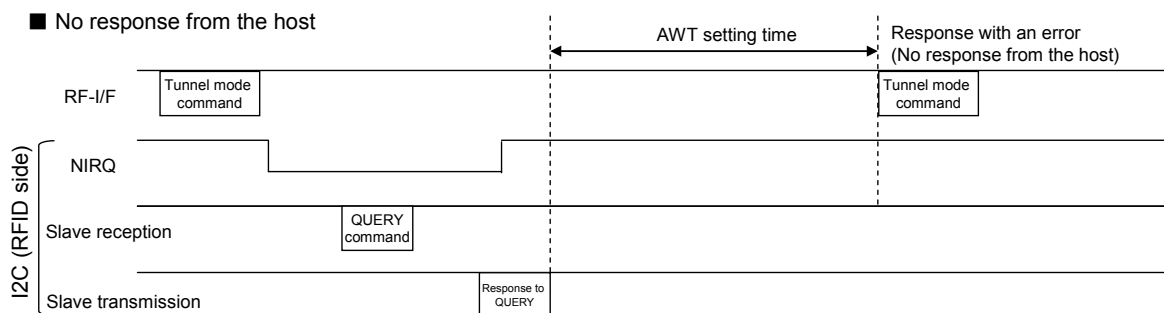 ■ No response from the host
AWT setting time
Response with an error
(No response from the host)
RF-I/F
Tunnel mode
command
Tunnel mode
command
I2C (RFID side)
NIRQ
Slave reception
QUERY
command
Slave transmission
Response to
QUERY